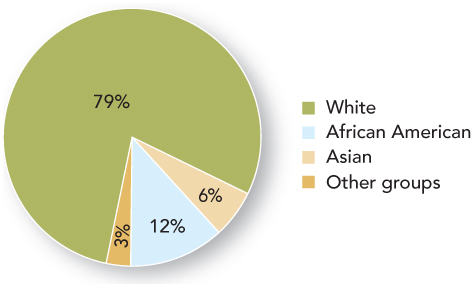 79%
6%
12%
3%
White
African American
Asian
Other groups